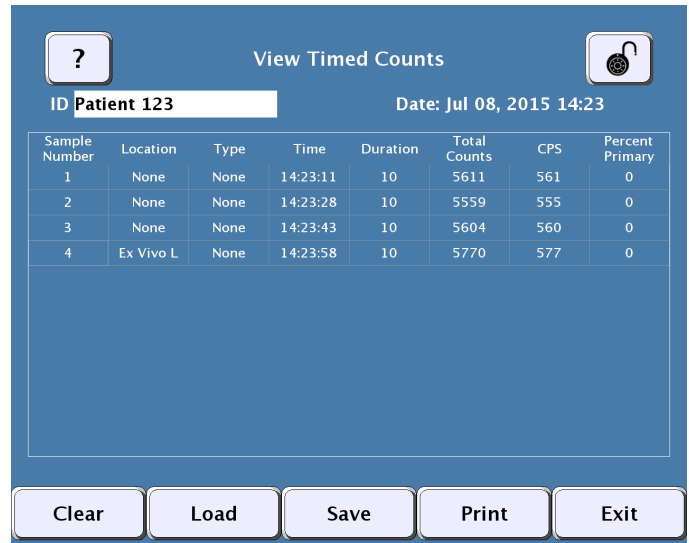 ?
View Timed Counts
ID Patient 123 Date: Jul 08, 2015 14:23
Sample Number Location Type Time Duration Total Counts CPS Percent Primary
1 None None 14:23:11 10 5611 561 0
2 None None 14:23:28 10 5559 555 0
3 None None 14:23:43 10 5604 560 0
4 Ex Vivo L None 14:23:58 10 5770 577 0
Clear Load Save Print Exit